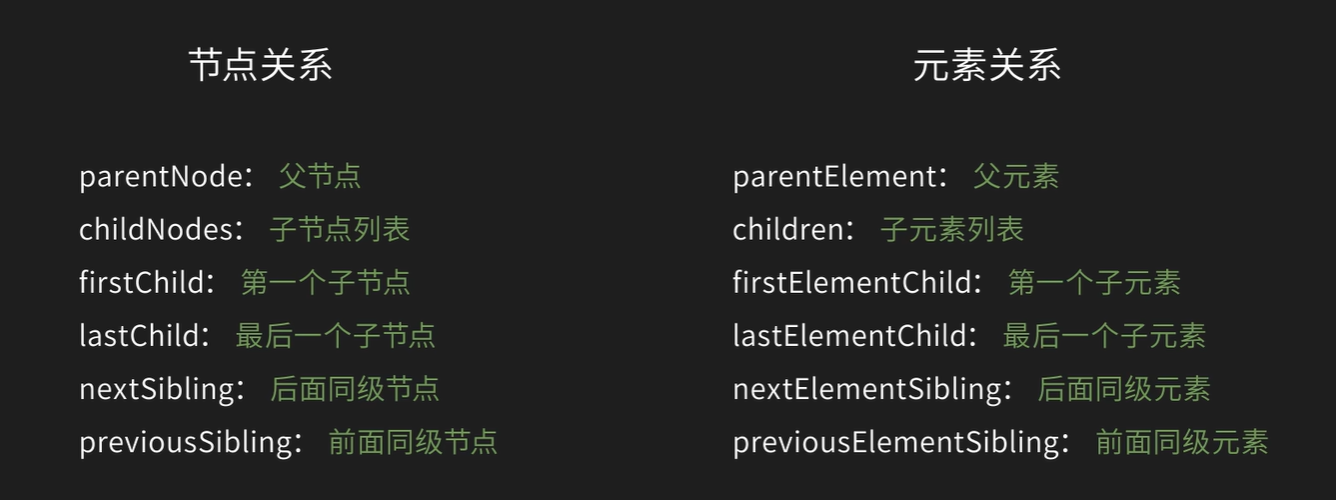 节点关系
parentNode： 父节点
childNodes： 子节点列表
firstChild： 第一个子节点
lastChild： 最后一个子节点
nextSibling： 后面同级节点
previousSibling： 前面同级节点
元素关系
parentElement： 父元素
children： 子元素列表
firstElementChild： 第一个子元素
lastElementChild： 最后一个子元素
nextElementSibling： 后面同级元素
previousElementSibling： 前面同级元素